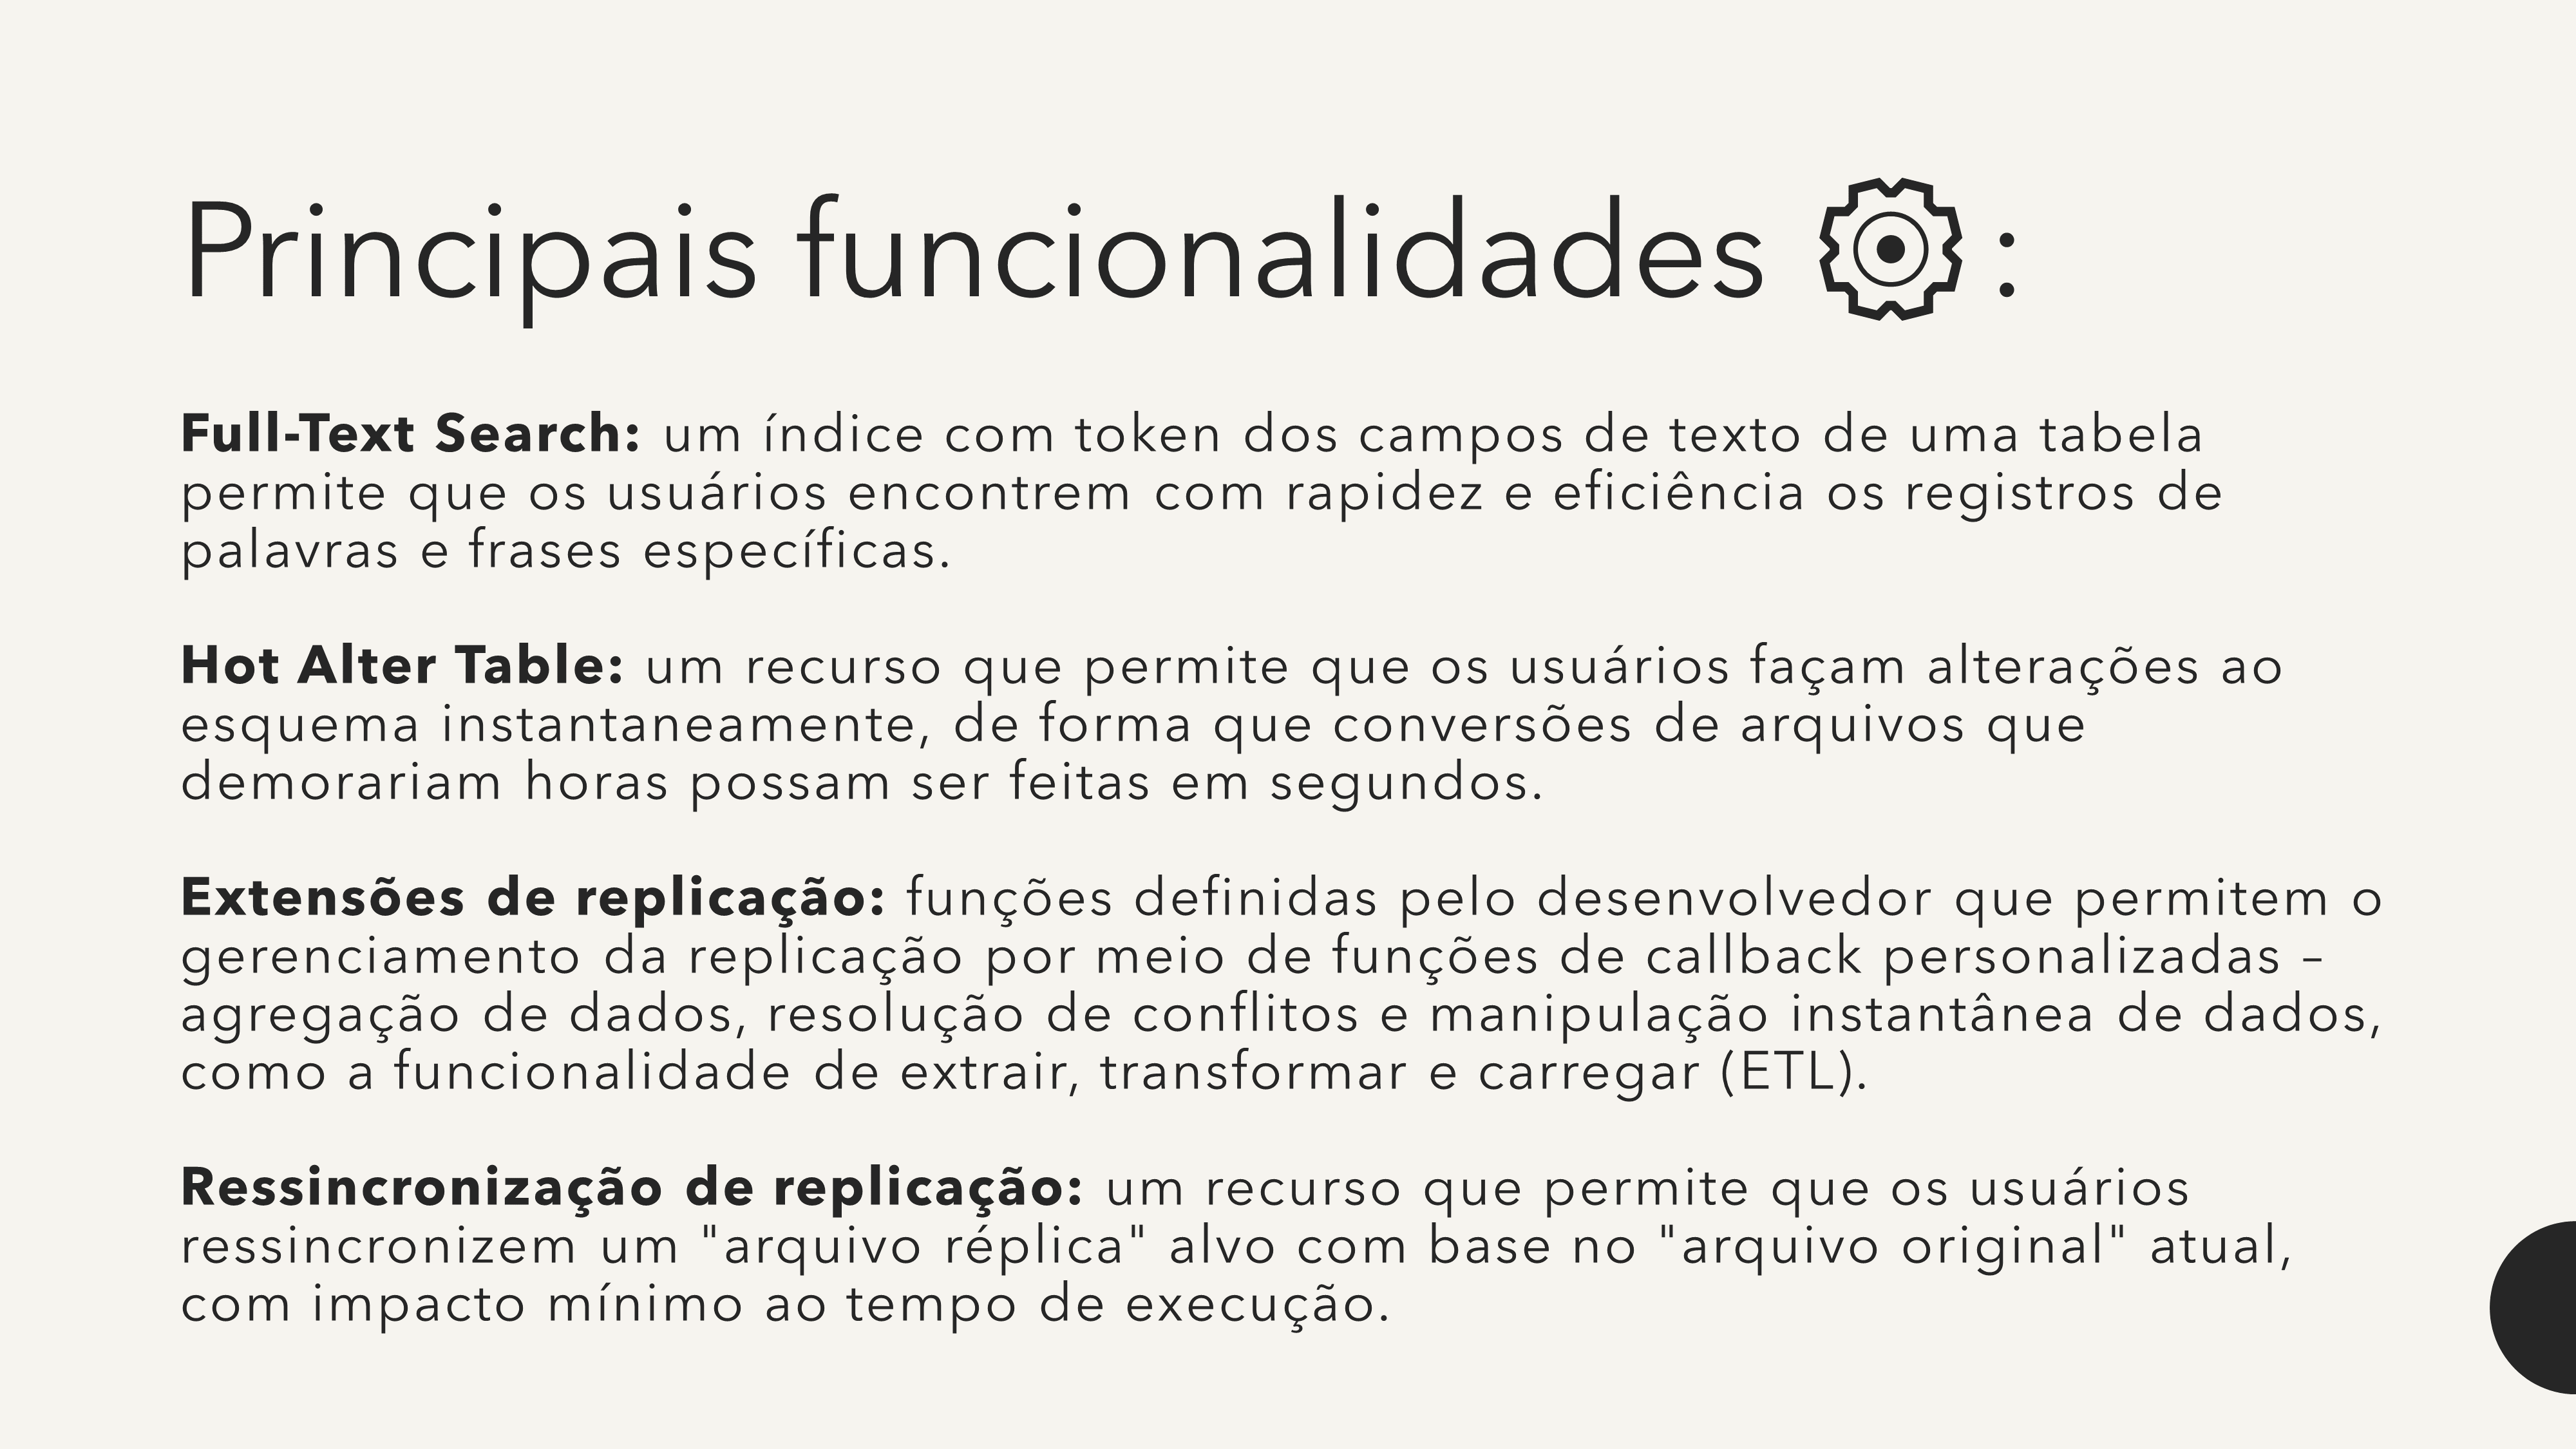 Principais funcionalidades ⚙:
Full-Text Search: um índice com token dos campos de texto de uma tabela
permite que os usuários encontrem com rapidez e eficiência os registros de
palavras e frases específicas.
Hot Alter Table: um recurso que permite que os usuários façam alterações ao
esquema instantaneamente, de forma que conversões de arquivos que
demorariam horas possam ser feitas em segundos.
Extensões de replicação: funções definidas pelo desenvolvedor que permitem o
gerenciamento da replicação por meio de funções de callback personalizadas –
agregação de dados, resolução de conflitos e manipulação instantânea de dados,
como a funcionalidade de extrair, transformar e carregar (ETL).
Ressincronização de replicação: um recurso que permite que os usuários
ressincronizem um "arquivo réplica" alvo com base no "arquivo original" atual,
com impacto mínimo ao tempo de execução.